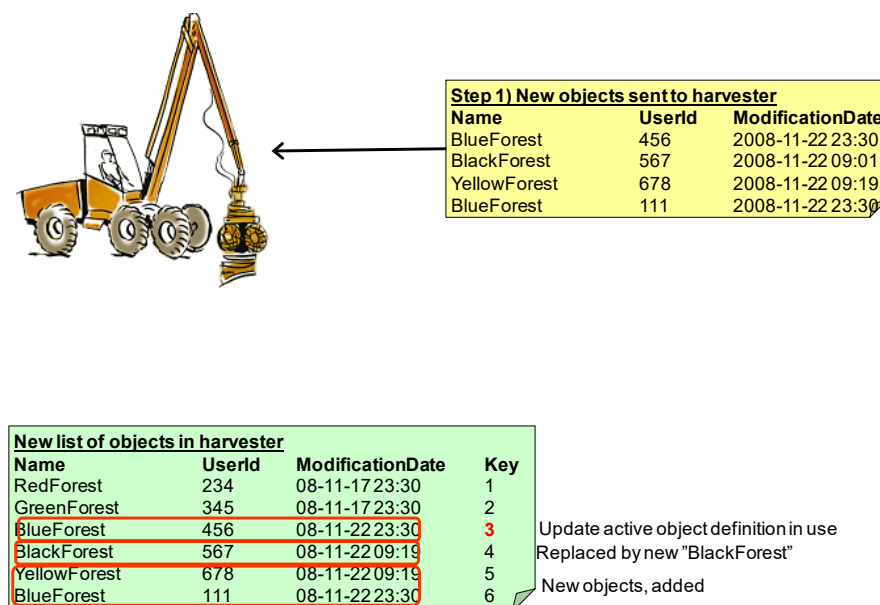 Step 1) New objects sent to harvester
Name UserId ModificationDate
BlueForest 456 2008-11-22 23:30
BlackForest 567 2008-11-22 09:01
YellowForest 678 2008-11-22 09:19
BlueForest 111 2008-11-22 23:30
New list of objects in harvester
Name UserId ModificationDate Key
RedForest 234 08-11-17 23:30 1
GreenForest 345 08-11-17 23:30 2
BlueForest 456 08-11-22 23:30 3 Update active object definition in use
BlackForest 567 08-11-22 09:19 4 Replaced by new ”BlackForest”
YellowForest 678 08-11-22 09:19 5
New objects, added
BlueForest 111 08-11-22 23:30 6